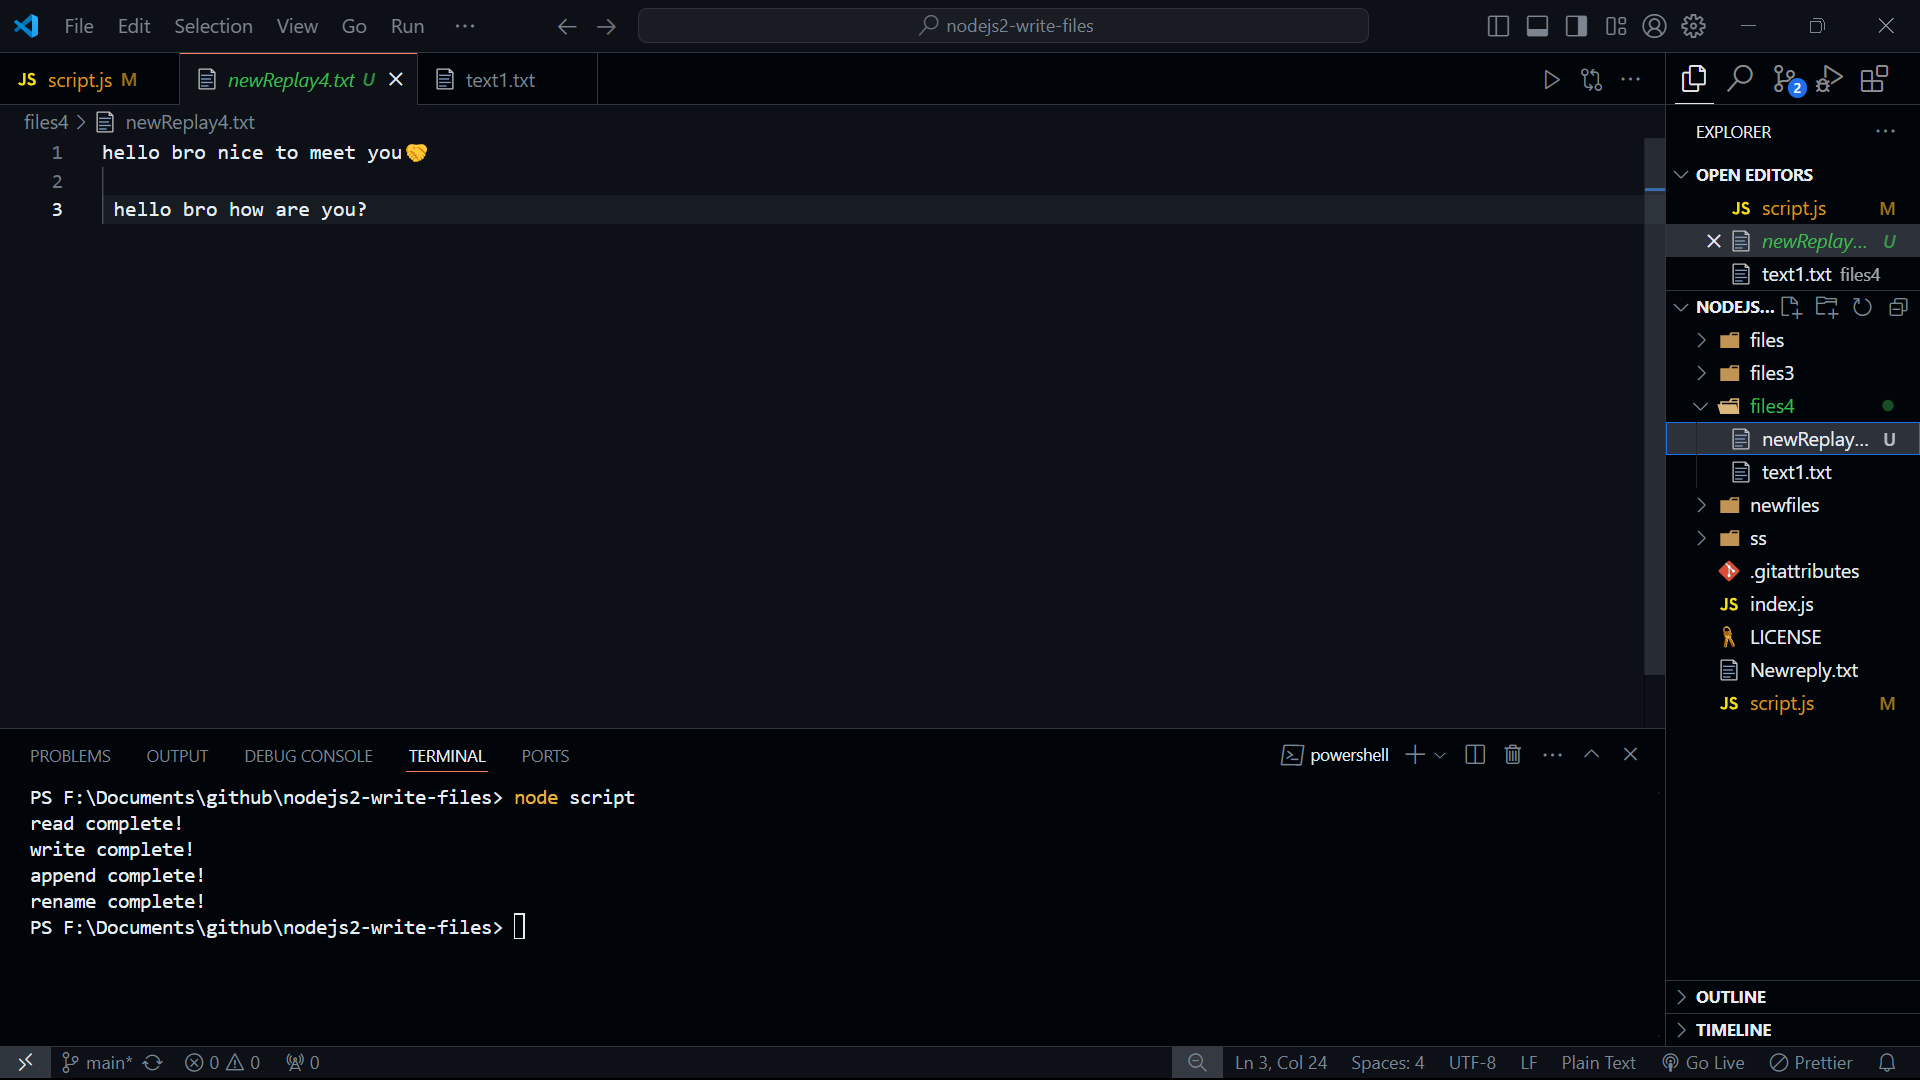 File Edit Selection View Go Run ··· nodejs2-write-files
JS script.js M newReplay4.txt U text1.txt
files4 > newReplay4.txt
1 hello bro nice to meet you🤝
2
3 hello bro how are you?
EXPLORER
OPEN EDITORS
JS script.js M
newReplay... U
text1.txt files4
NODEJS...
files
files3
files4
newReplay... U
text1.txt
newfiles
ss
.gitattributes
JS index.js
LICENSE
Newreply.txt
JS script.js M
OUTLINE
TIMELINE
2
PROBLEMS OUTPUT DEBUG CONSOLE TERMINAL PORTS powershell
PS F:\Documents\github\nodejs2-write-files> node script
read complete!
write complete!
append complete!
rename complete!
PS F:\Documents\github\nodejs2-write-files>
main* 0 0 0 Ln 3, Col 24 Spaces: 4 UTF-8 LF Plain Text Go Live Prettier